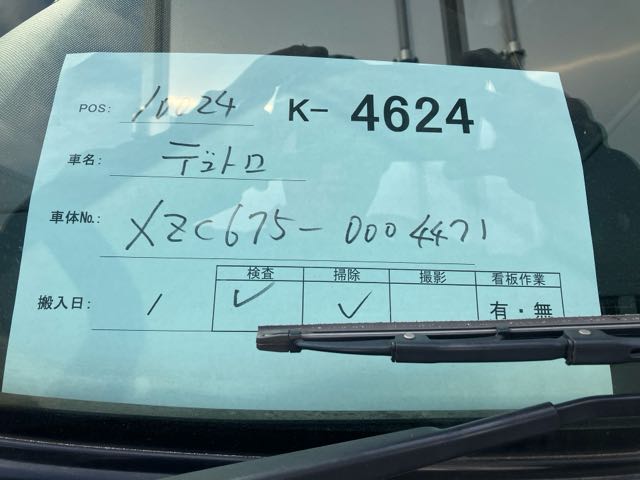 POS: 10024 K- 4624
車名: デュトロ
車体No.: XZC675-0004471
検査 掃除 撮影 看板作業
搬入日: / ✓ ✓ 有・無